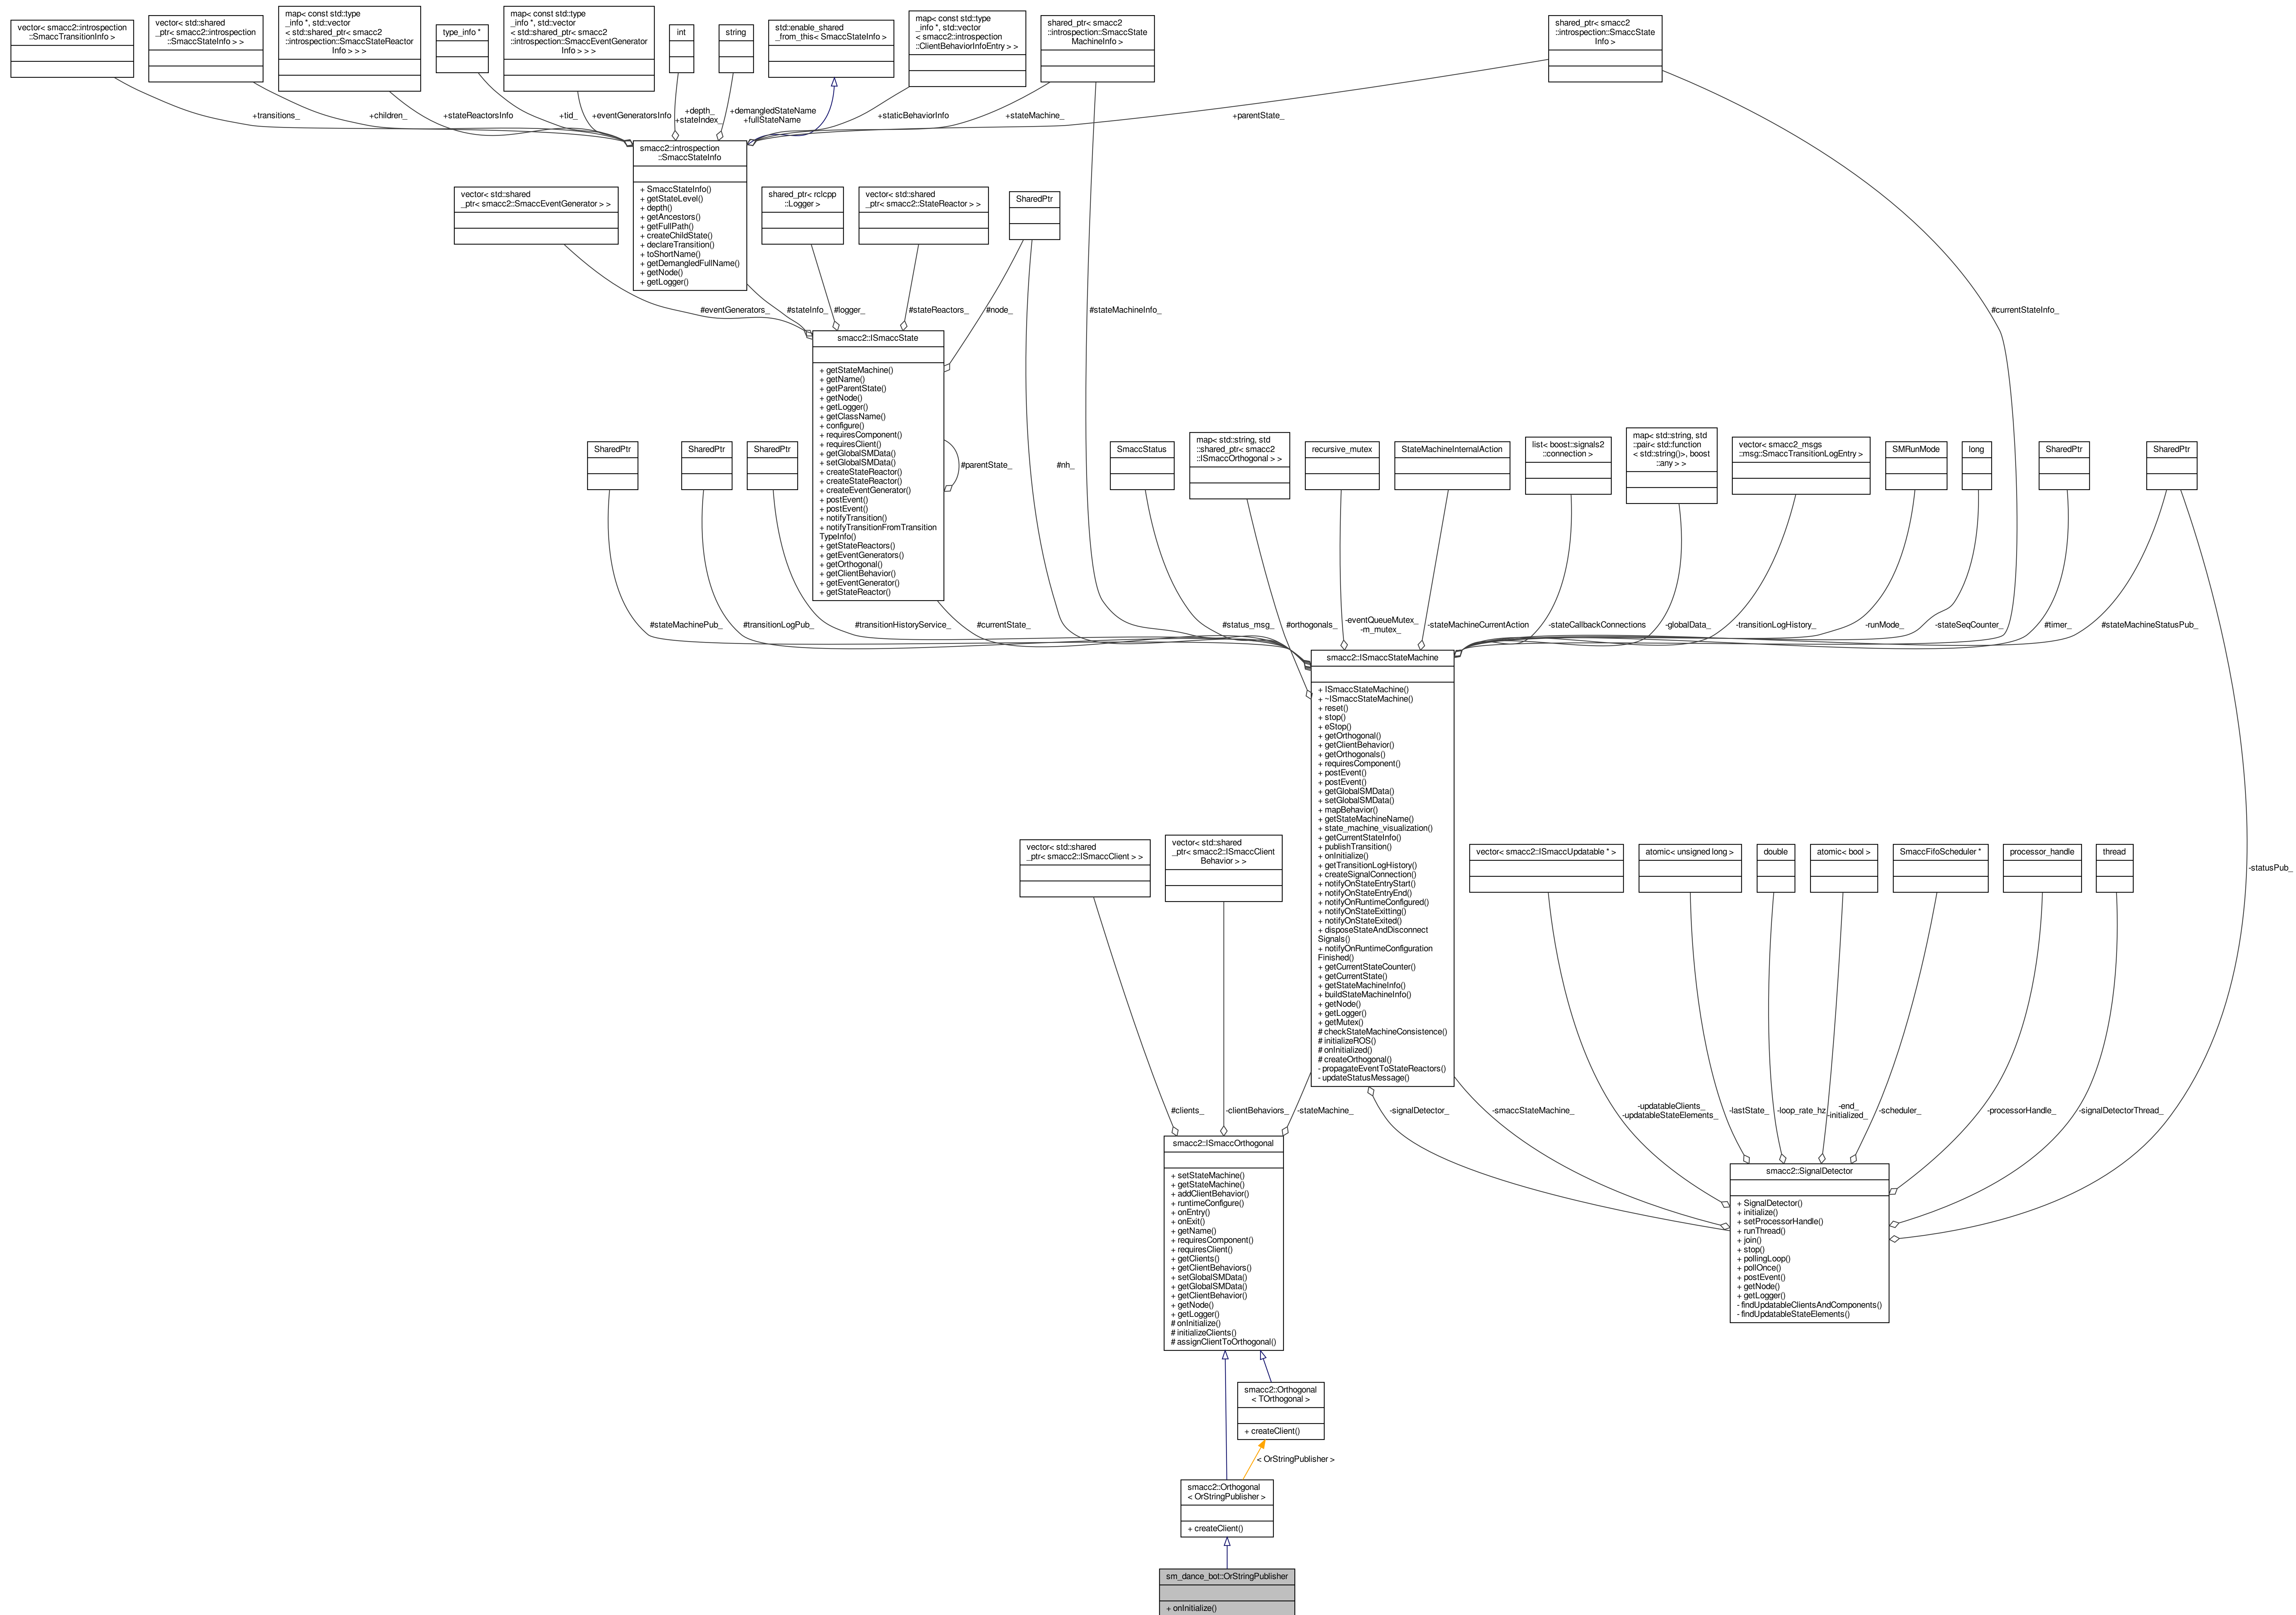 vector< smacc2::introspection
::SmaccTransitionInfo >
vector< std::shared
_ptr< smacc2::introspection
::SmaccStateInfo > >
map< const std::type
_info *, std::vector
< std::shared_ptr< smacc2
::introspection::SmaccStateReactor
Info > > >
type_info *
map< const std::type
_info *, std::vector
< std::shared_ptr< smacc2
::introspection::SmaccEventGenerator
Info > > >
int
string
std::enable_shared
_from_this< SmaccStateInfo >
map< const std::type
_info *, std::vector
< smacc2::introspection
::ClientBehaviorInfoEntry > >
shared_ptr< smacc2
::introspection::SmaccState
MachineInfo >
shared_ptr< smacc2
::introspection::SmaccState
Info >
+transitions_
+children_
+stateReactorsInfo
+tid_
+eventGeneratorsInfo
+depth_
+stateIndex_
+demangledStateName
+fullStateName
+staticBehaviorInfo
+stateMachine_
+parentState_
smacc2::introspection
::SmaccStateInfo
+ SmaccStateInfo()
+ getStateLevel()
+ depth()
+ getAncestors()
+ getFullPath()
+ createChildState()
+ declareTransition()
+ toShortName()
+ getDemangledFullName()
+ getNode()
+ getLogger()
vector< std::shared
_ptr< smacc2::SmaccEventGenerator > >
shared_ptr< rclcpp
::Logger >
vector< std::shared
_ptr< smacc2::StateReactor > >
SharedPtr
#eventGenerators_
#stateInfo_
#logger_
#stateReactors_
#node_
#stateMachineInfo_
#currentStateInfo_
smacc2::ISmaccState
+ getStateMachine()
+ getName()
+ getParentState()
+ getNode()
+ getLogger()
+ getClassName()
+ configure()
+ requiresComponent()
+ requiresClient()
+ getGlobalSMData()
+ setGlobalSMData()
+ createStateReactor()
+ createStateReactor()
+ createEventGenerator()
+ postEvent()
+ postEvent()
+ notifyTransition()
+ notifyTransitionFromTransition
TypeInfo()
+ getStateReactors()
+ getEventGenerators()
+ getOrthogonal()
+ getClientBehavior()
+ getEventGenerator()
+ getStateReactor()
#parentState_
#nh_
SharedPtr
SharedPtr
SharedPtr
SmaccStatus
map< std::string, std
::shared_ptr< smacc2
::ISmaccOrthogonal > >
recursive_mutex
StateMachineInternalAction
list< boost::signals2
::connection >
map< std::string, std
::pair< std::function
< std::string()>, boost
::any > >
vector< smacc2_msgs
::msg::SmaccTransitionLogEntry >
SMRunMode
long
SharedPtr
SharedPtr
#stateMachinePub_
#transitionLogPub_
#transitionHistoryService_
#currentState_
#status_msg_
#orthogonals_
-eventQueueMutex_
-m_mutex_
-stateMachineCurrentAction
-stateCallbackConnections
-globalData_
-transitionLogHistory_
-runMode_
-stateSeqCounter_
#timer_
#stateMachineStatusPub_
smacc2::ISmaccStateMachine
+ ISmaccStateMachine()
+ ~ISmaccStateMachine()
+ reset()
+ stop()
+ eStop()
+ getOrthogonal()
+ getClientBehavior()
+ getOrthogonals()
+ requiresComponent()
+ postEvent()
+ postEvent()
+ getGlobalSMData()
+ setGlobalSMData()
+ mapBehavior()
+ getStateMachineName()
+ state_machine_visualization()
+ getCurrentStateInfo()
+ publishTransition()
+ onInitialize()
+ getTransitionLogHistory()
+ createSignalConnection()
+ notifyOnStateEntryStart()
+ notifyOnStateEntryEnd()
+ notifyOnRuntimeConfigured()
+ notifyOnStateExitting()
+ notifyOnStateExited()
+ disposeStateAndDisconnect
Signals()
+ notifyOnRuntimeConfiguration
Finished()
+ getCurrentStateCounter()
+ getCurrentState()
+ getStateMachineInfo()
+ buildStateMachineInfo()
+ getNode()
+ getLogger()
+ getMutex()
# checkStateMachineConsistence()
# initializeROS()
# onInitialized()
# createOrthogonal()
- propagateEventToStateReactors()
- updateStatusMessage()
vector< std::shared
_ptr< smacc2::ISmaccClient > >
vector< std::shared
_ptr< smacc2::ISmaccClient
Behavior > >
vector< smacc2::ISmaccUpdatable * >
atomic< unsigned long >
double
atomic< bool >
SmaccFifoScheduler *
processor_handle
thread
-statusPub_
#clients_
-clientBehaviors_
-stateMachine_
-signalDetector_
-smaccStateMachine_
-updatableClients_
-updatableStateElements_
-lastState_
-loop_rate_hz
-end_
-initialized_
-scheduler_
-processorHandle_
-signalDetectorThread_
smacc2::ISmaccOrthogonal
+ setStateMachine()
+ getStateMachine()
+ addClientBehavior()
+ runtimeConfigure()
+ onEntry()
+ onExit()
+ getName()
+ requiresComponent()
+ requiresClient()
+ getClients()
+ getClientBehaviors()
+ setGlobalSMData()
+ getGlobalSMData()
+ getClientBehavior()
+ getNode()
+ getLogger()
# onInitialize()
# initializeClients()
# assignClientToOrthogonal()
smacc2::SignalDetector
+ SignalDetector()
+ initialize()
+ setProcessorHandle()
+ runThread()
+ join()
+ stop()
+ pollingLoop()
+ pollOnce()
+ postEvent()
+ getNode()
+ getLogger()
- findUpdatableClientsAndComponents()
- findUpdatableStateElements()
smacc2::Orthogonal
< TOrthogonal >
+ createClient()
< OrStringPublisher >
smacc2::Orthogonal
< OrStringPublisher >
+ createClient()
sm_dance_bot::OrStringPublisher
+ onInitialize()